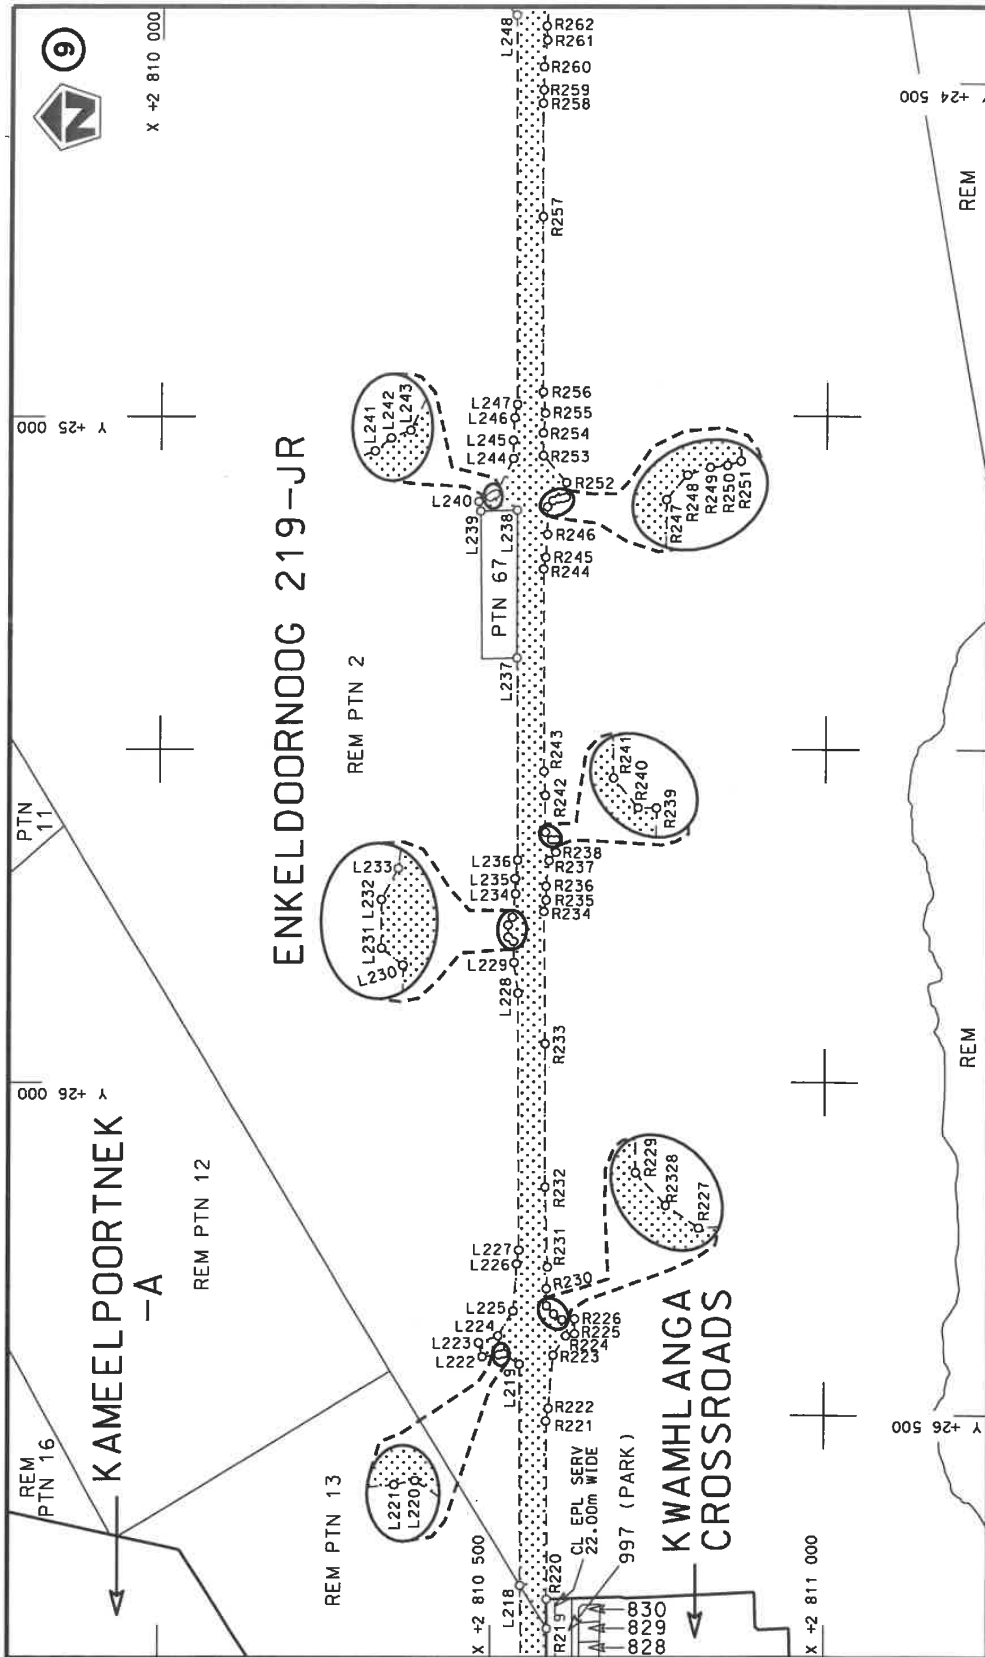 9
N
X +2 810 000
L248
R262
R261
R260
R259
R258
Y +24 500
REM
R257
Y +25 000
ENKELDOORNOOG 219-JR
L241
L242
L243
L247
L246
L245
L244
L240
L239
L238
R256
R255
R254
R253
R252
R247
R248
R249
R250
R251
R246
R245
R244
PTN 67
REM PTN 2
L237
PTN
11
R243
R242
R241
R240
R239
R238
R237
R236
R235
R234
L236
L235
L234
L233
L232
L231
L230
L229
L228
R233
Y +26 000
REM
KAMEELPOORTNEK
-A
REM PTN 12
R232
R231
R230
R229
R2328
R227
L227
L226
L225
L224
L223
L222
L219
R226
R225
R224
R223
R222
R221
Y +26 500
REM
PTN 16
REM PTN 13
L221
L220
X +2 810 500
L218
R220
R219
CL EPL SERV
22.00m WIDE
997 (PARK)
KWAMHLANGA
CROSSROADS
830
829
828
X +2 811 000